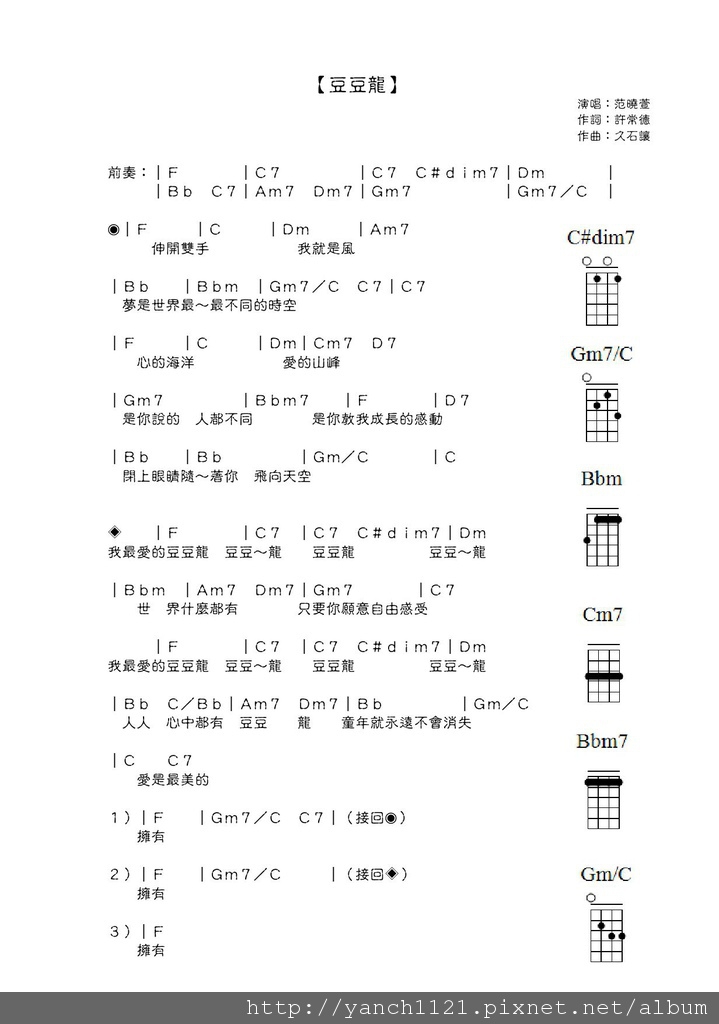 【豆豆龍】
演唱：范曉萱
作詞：許常德
作曲：久石讓
前奏：｜F ｜C7 ｜C7 C#dim7｜Dm ｜
｜Bb C7｜Am7 Dm7｜Gm7 ｜Gm7／C ｜
◉｜F ｜C ｜Dm ｜Am7
伸開雙手 我就是風
｜Bb ｜Bbm ｜Gm7／C C7｜C7
夢是世界最～最不同的時空
｜F ｜C ｜Dm｜Cm7 D7
心的海洋 愛的山峰
｜Gm7 ｜Bbm7 ｜F ｜D7
是你說的 人都不同 是你教我成長的感動
｜Bb ｜Bb ｜Gm／C ｜C
閉上眼睛隨～著你 飛向天空
◈ ｜F ｜C7 ｜C7 C#dim7｜Dm
我最愛的豆豆龍 豆豆～龍 豆豆龍 豆豆～龍
｜Bbm ｜Am7 Dm7｜Gm7 ｜C7
世 界什麼都有 只要你願意自由感受
｜F ｜C7 ｜C7 C#dim7｜Dm
我最愛的豆豆龍 豆豆～龍 豆豆龍 豆豆～龍
｜Bb C／Bb｜Am7 Dm7｜Bb ｜Gm／C
人人 心中都有 豆豆 龍 童年就永遠不會消失
｜C C7
愛是最美的
1）｜F ｜Gm7／C C7｜（接回◉）
擁有
2）｜F ｜Gm7／C ｜（接回◈）
擁有
3）｜F
擁有
C#dim7
Gm7/C
Bbm
Cm7
Bbm7
Gm/C
http://yanch1121.pixnet.net/album